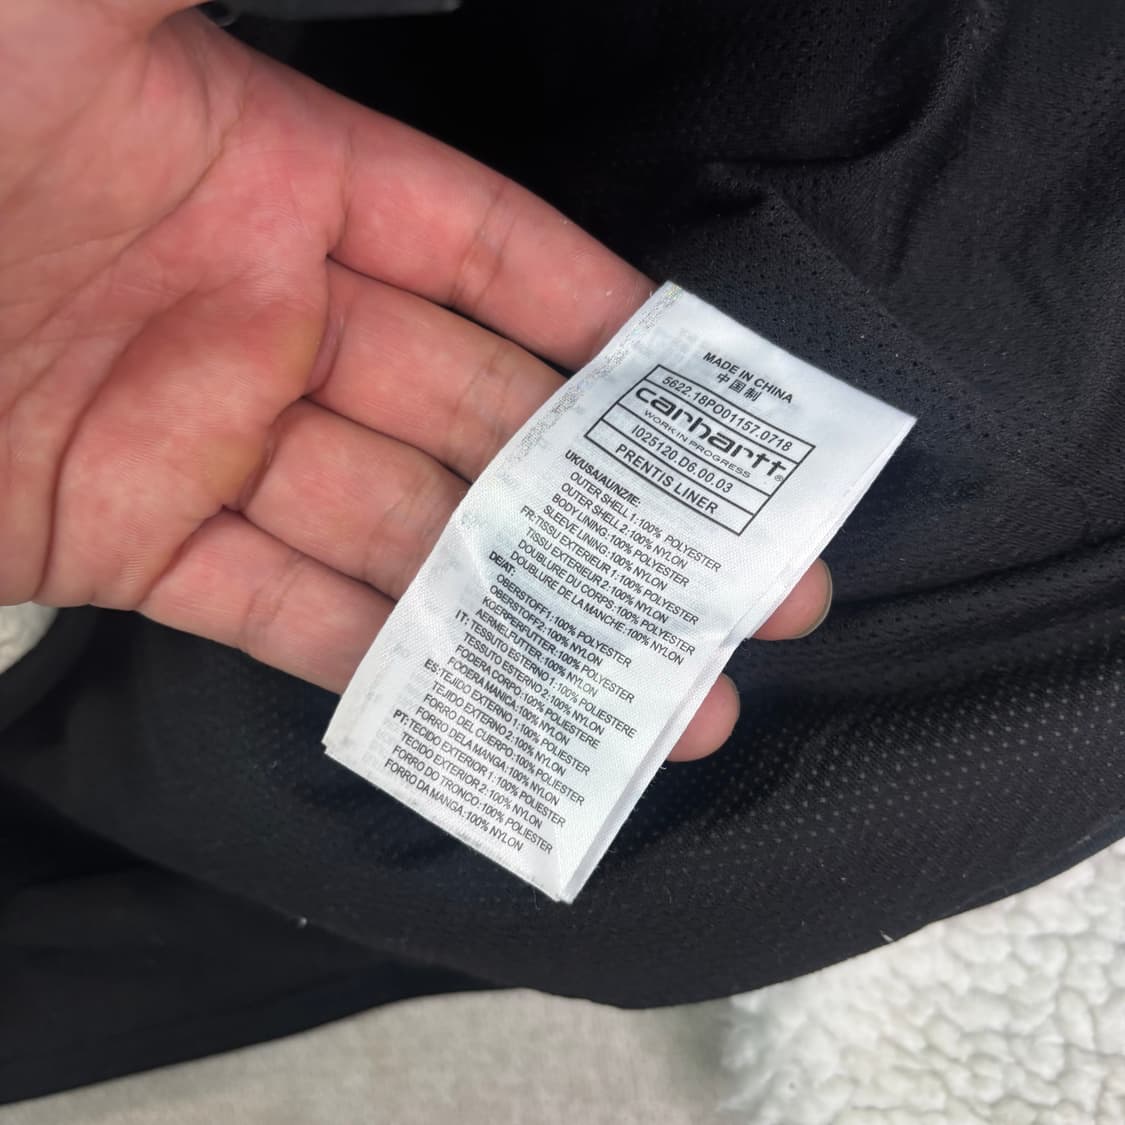 MADE IN CHINA
中国制
5622.18PO01157.0718
carhartt®
WORK IN PROGRESS
I025120.D6.00.03
PRENTIS LINER
UK/USA/AU/NZ/IE:
OUTER SHELL 1:100% POLYESTER
OUTER SHELL 2:100% NYLON
BODY LINING:100% POLYESTER
SLEEVE LINING:100% NYLON
FR:TISSU EXTERIEUR 1:100% POLYESTER
TISSU EXTERIEUR 2:100% NYLON
DOUBLURE DU CORPS:100% POLYESTER
DOUBLURE DE LA MANCHE:100% NYLON
DE/AT:
OBERSTOFF1:100% POLYESTER
OBERSTOFF2:100% NYLON
KOERPERFUTTER:100% POLYESTER
AERMELFUTTER:100% NYLON
IT:TESSUTO ESTERNO 1:100% POLIESTERE
TESSUTO ESTERNO 2:100% NYLON
FODERA CORPO:100% POLIESTERE
FODERA MANICA:100% NYLON
ES:TEJIDO EXTERNO 1:100% POLIESTER
TEJIDO EXTERNO 2:100% NYLON
FORRO DEL CUERPO:100% POLIESTER
FORRO DE LA MANGA:100% NYLON
PT:TECIDO EXTERIOR 1:100% POLIESTER
TECIDO EXTERIOR 2:100% NYLON
FORRO DO TRONCO:100% POLIESTER
FORRO DA MANGA:100% NYLON